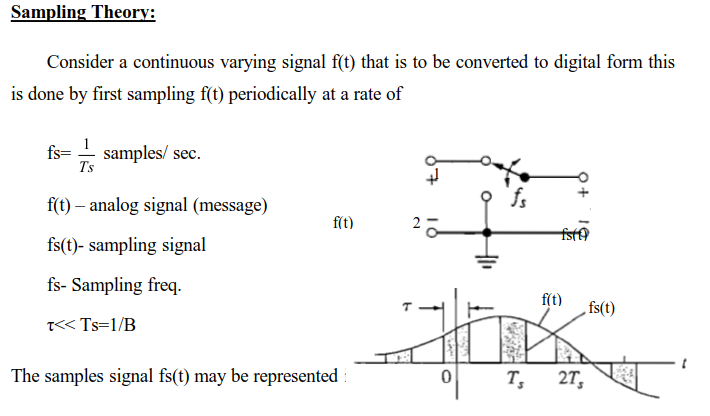 Sampling Theory:
Consider a continuous varying signal f(t) that is to be converted to digital form this
is done by first sampling f(t) periodically at a rate of
fs= 1/Ts samples/ sec.
f(t) – analog signal (message)
fs(t)- sampling signal
fs- Sampling freq.
τ<< Ts=1/B
The samples signal fs(t) may be represented :
f(t)
1
+
2
–
fs
+
–
fs(t)
τ
f(t)
fs(t)
0
Ts
2Ts
t